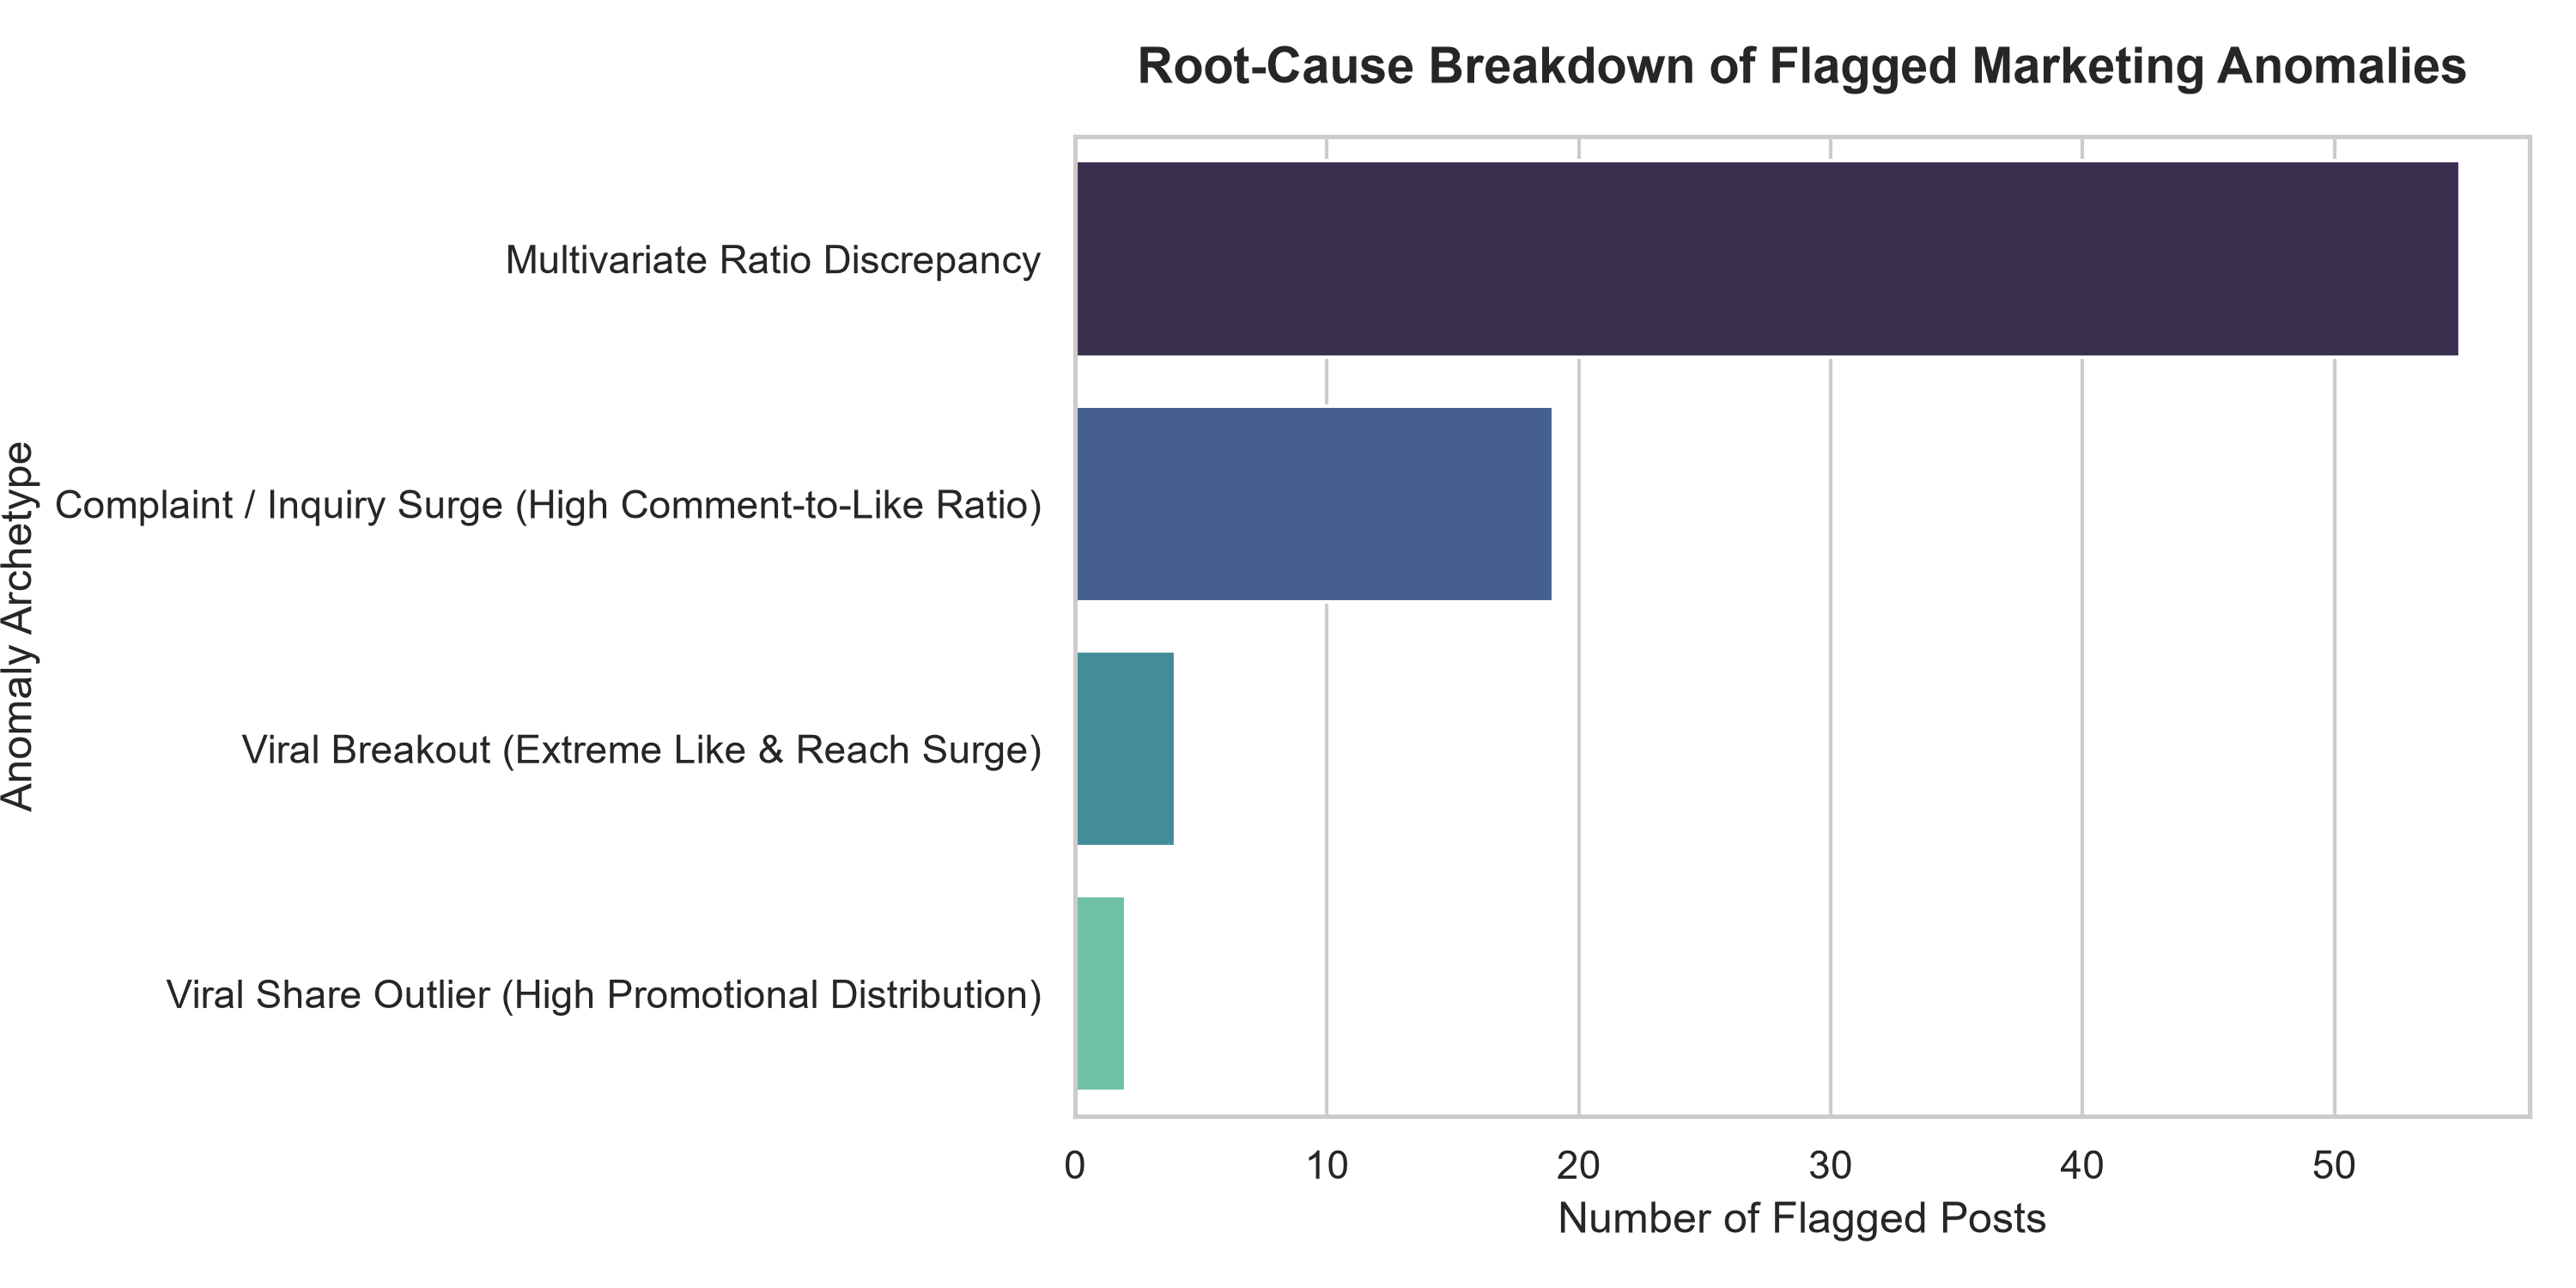 Root-Cause Breakdown of Flagged Marketing Anomalies
Anomaly Archetype
Multivariate Ratio Discrepancy
Complaint / Inquiry Surge (High Comment-to-Like Ratio)
Viral Breakout (Extreme Like & Reach Surge)
Viral Share Outlier (High Promotional Distribution)
0 10 20 30 40 50
Number of Flagged Posts